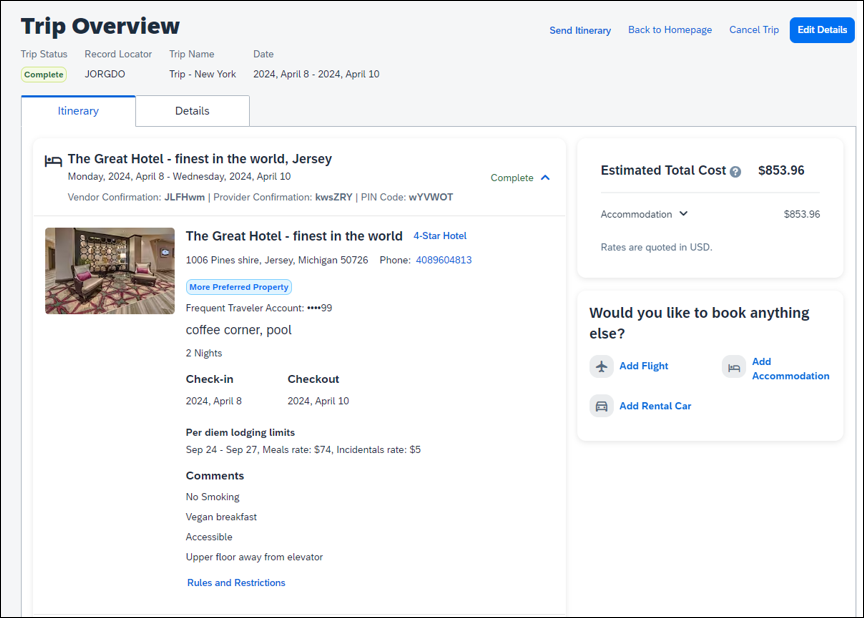 Trip Overview
Send Itinerary Back to Homepage Cancel Trip Edit Details
Trip Status Record Locator Trip Name Date
Complete JORGDO Trip - New York 2024, April 8 - 2024, April 10
Itinerary Details
The Great Hotel - finest in the world, Jersey
Monday, 2024, April 8 - Wednesday, 2024, April 10
Complete
Vendor Confirmation: JLFHwm | Provider Confirmation: kwsZRY | PIN Code: wYVWOT
The Great Hotel - finest in the world 4-Star Hotel
1006 Pines shire, Jersey, Michigan 50726 Phone: 4089604813
More Preferred Property
Frequent Traveler Account: ••••99
coffee corner, pool
2 Nights
Check-in Checkout
2024, April 8 2024, April 10
Per diem lodging limits
Sep 24 - Sep 27, Meals rate: $74, Incidentals rate: $5
Comments
No Smoking
Vegan breakfast
Accessible
Upper floor away from elevator
Rules and Restrictions
Estimated Total Cost ? $853.96
Accommodation $853.96
Rates are quoted in USD.
Would you like to book anything
else?
Add Flight
Add
Accommodation
Add Rental Car